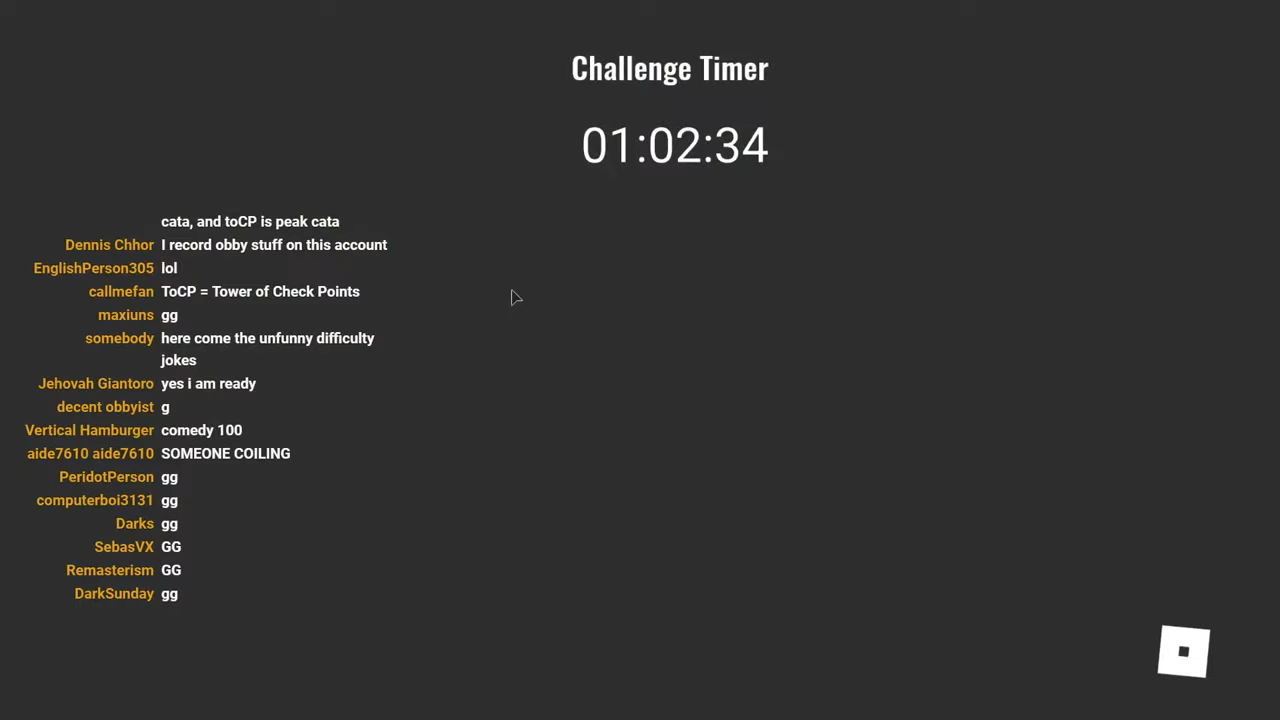 Challenge Timer
01:02:34
cata, and toCP is peak cata
Dennis Chhor I record obby stuff on this account
EnglishPerson305 lol
callmefan ToCP = Tower of Check Points
maxiuns gg
somebody here come the unfunny difficulty
jokes
Jehovah Giantoro yes i am ready
decent obbyist g
Vertical Hamburger comedy 100
aide7610 aide7610 SOMEONE COILING
PeridotPerson gg
computerboi3131 gg
Darks gg
SebasVX GG
Remasterism GG
DarkSunday gg